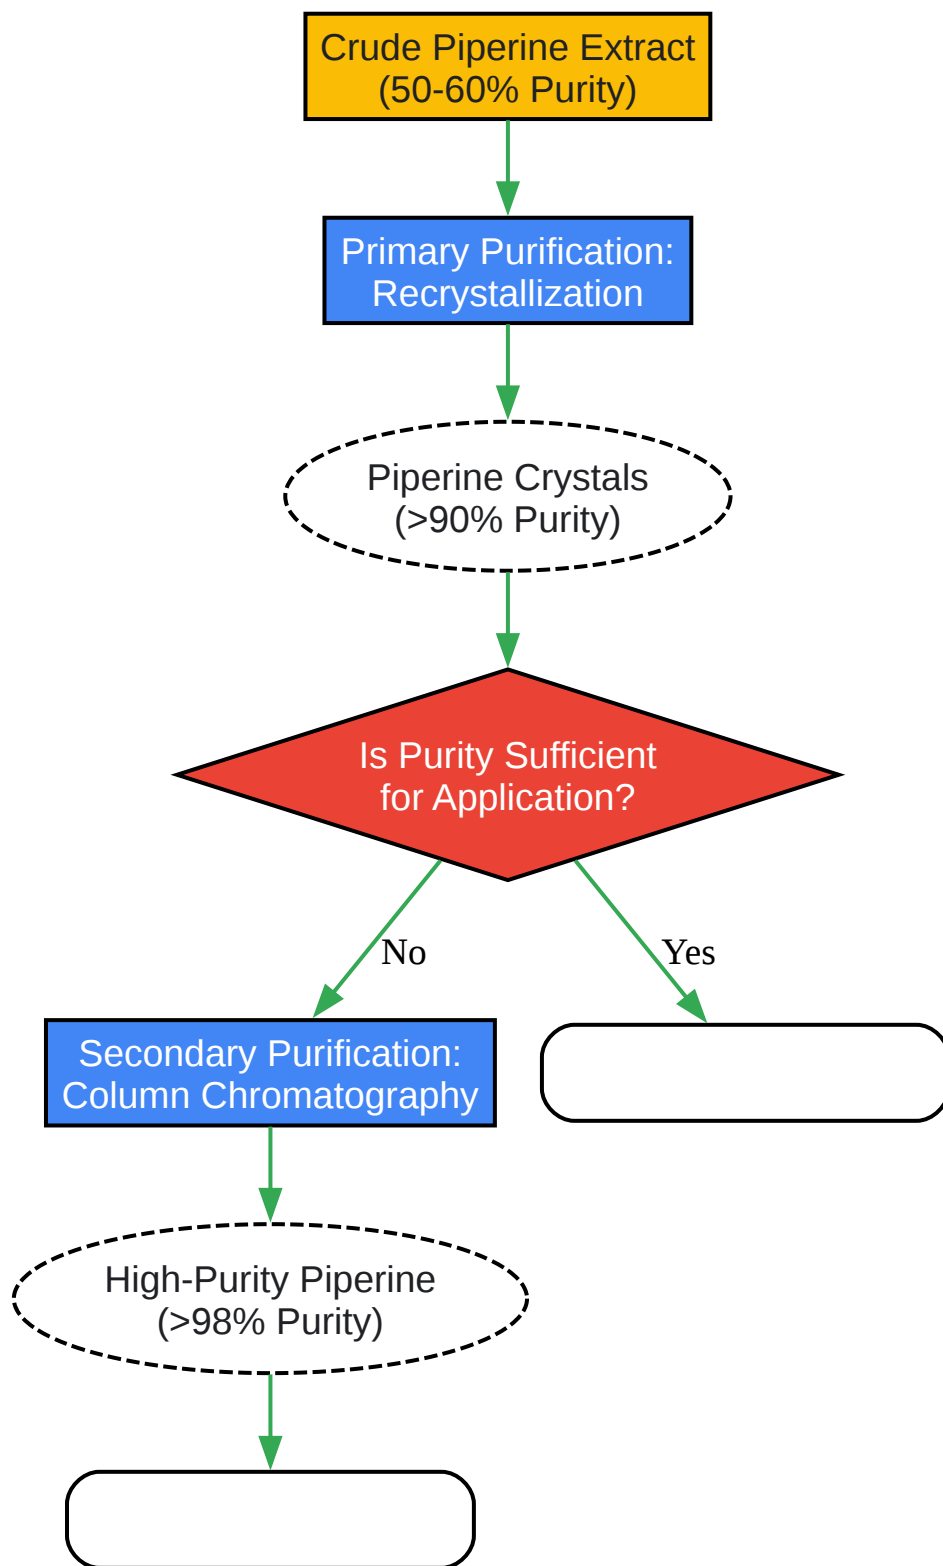 Crude Piperine Extract
(50-60% Purity)
Primary Purification:
Recrystallization
Piperine Crystals
(>90% Purity)
Is Purity Sufficient
for Application?
No
Yes
Secondary Purification:
Column Chromatography
High-Purity Piperine
(>98% Purity)